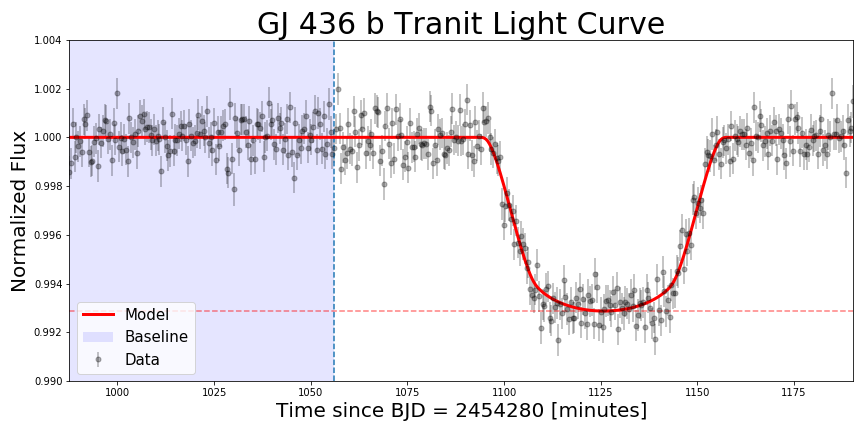 GJ 436 b Tranit Light Curve
1.004
1.002
1.000
0.998
0.996
0.994
0.992
0.990
Normalized Flux
Model
Baseline
Data
1000 1025 1050 1075 1100 1125 1150 1175
Time since BJD = 2454280 [minutes]